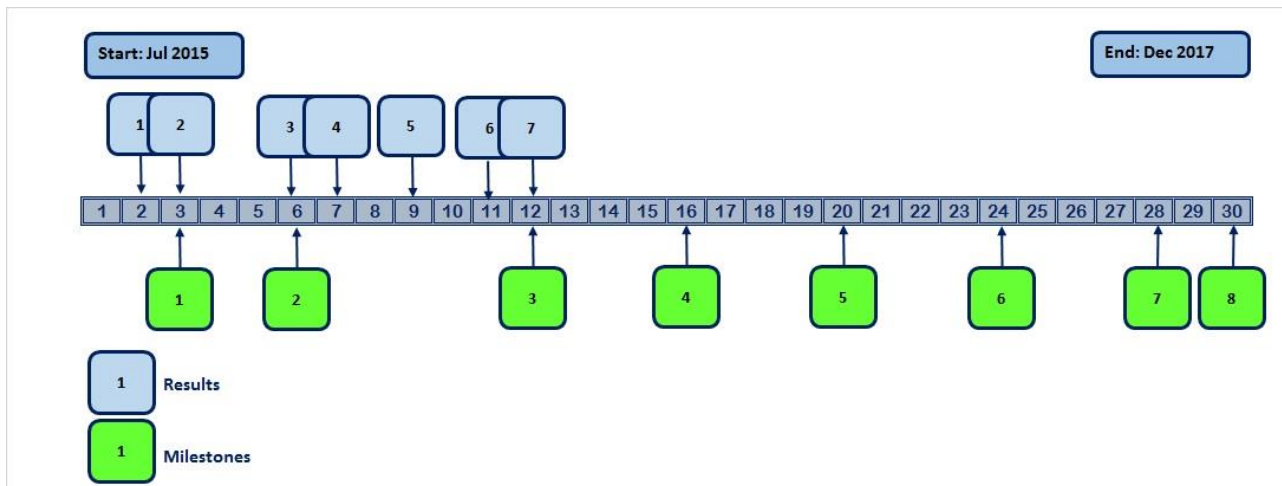 Start: Jul 2015 End: Dec 2017
1 2 3 4 5 6 7
1 2 3 4 5 6 7 8 9 10 11 12 13 14 15 16 17 18 19 20 21 22 23 24 25 26 27 28 29 30
1 2 3 4 5 6 7 8
1 Results
1 Milestones